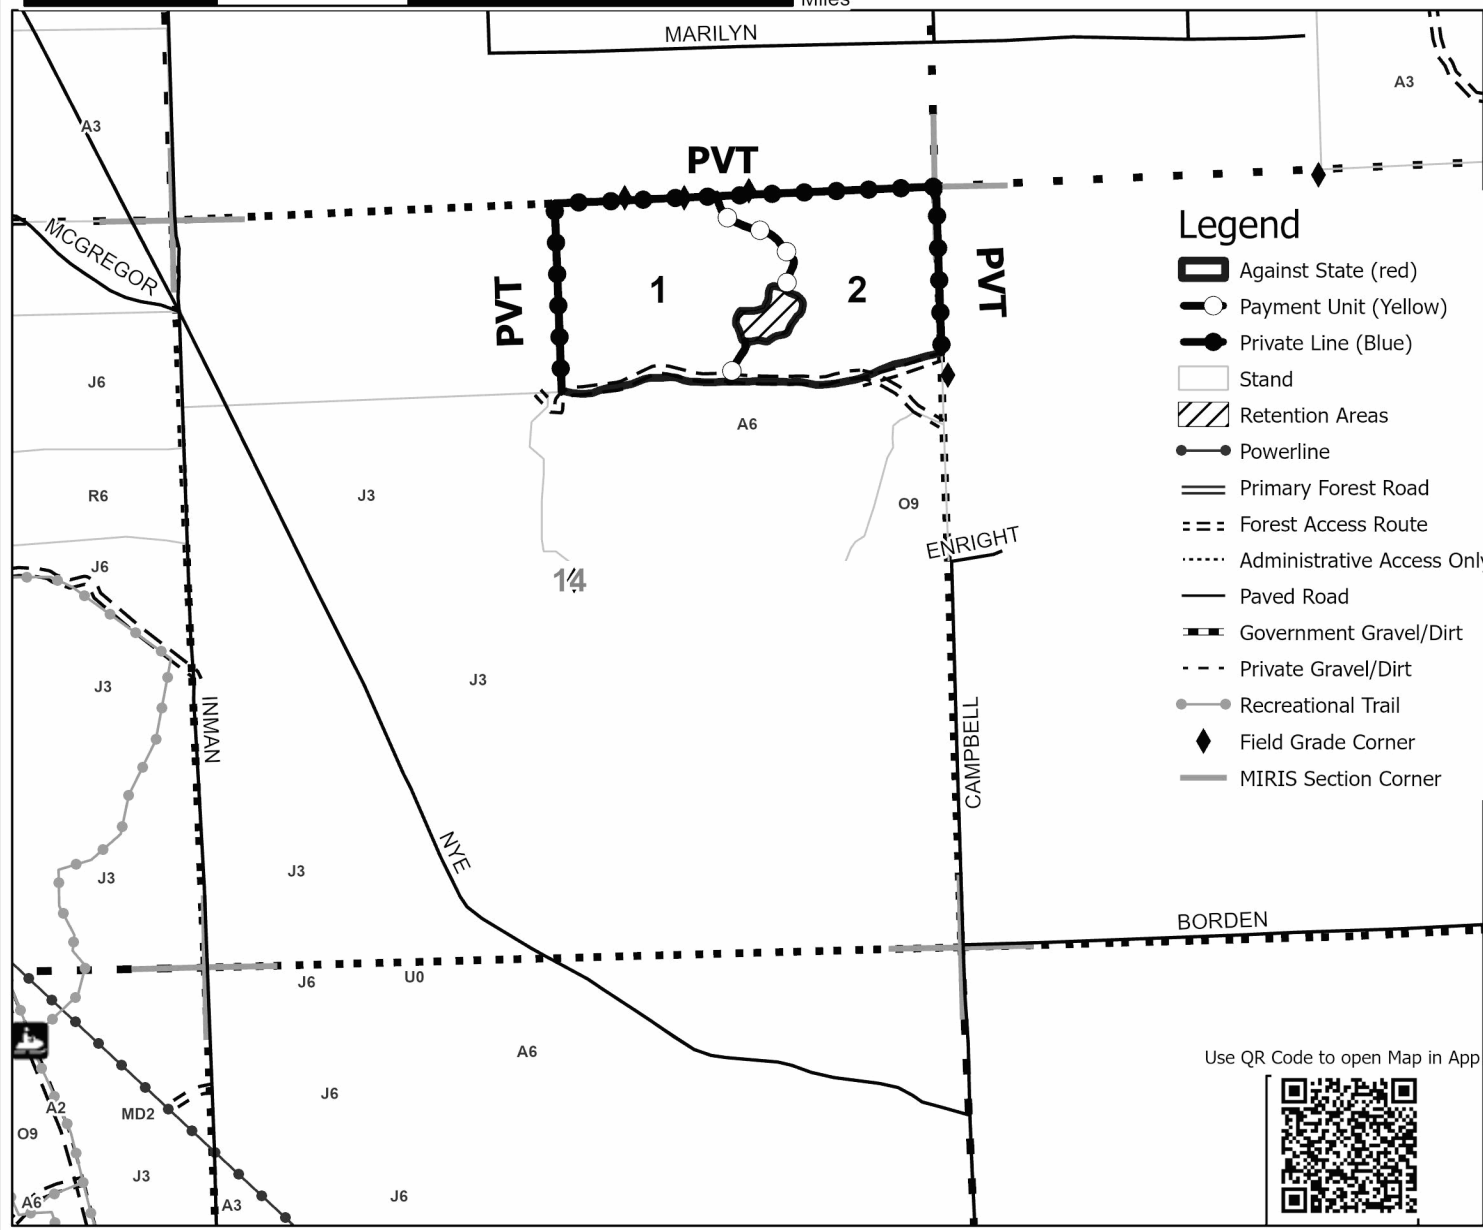 Miles
MARILYN
A3
A3
PVT
MCGREGOR
PVT
1
2
PVT
J6
A6
R6
J3
O9
ENRIGHT
J6
14
J3
J3
INMAN
CAMPBELL
NYE
J3
J3
BORDEN
J6
U0
A6
J6
A2
MD2
O9
J3
A6
A3
J6
Legend
Against State (red)
Payment Unit (Yellow)
Private Line (Blue)
Stand
Retention Areas
Powerline
Primary Forest Road
Forest Access Route
Administrative Access Only
Paved Road
Government Gravel/Dirt
Private Gravel/Dirt
Recreational Trail
Field Grade Corner
MIRIS Section Corner
Use QR Code to open Map in App